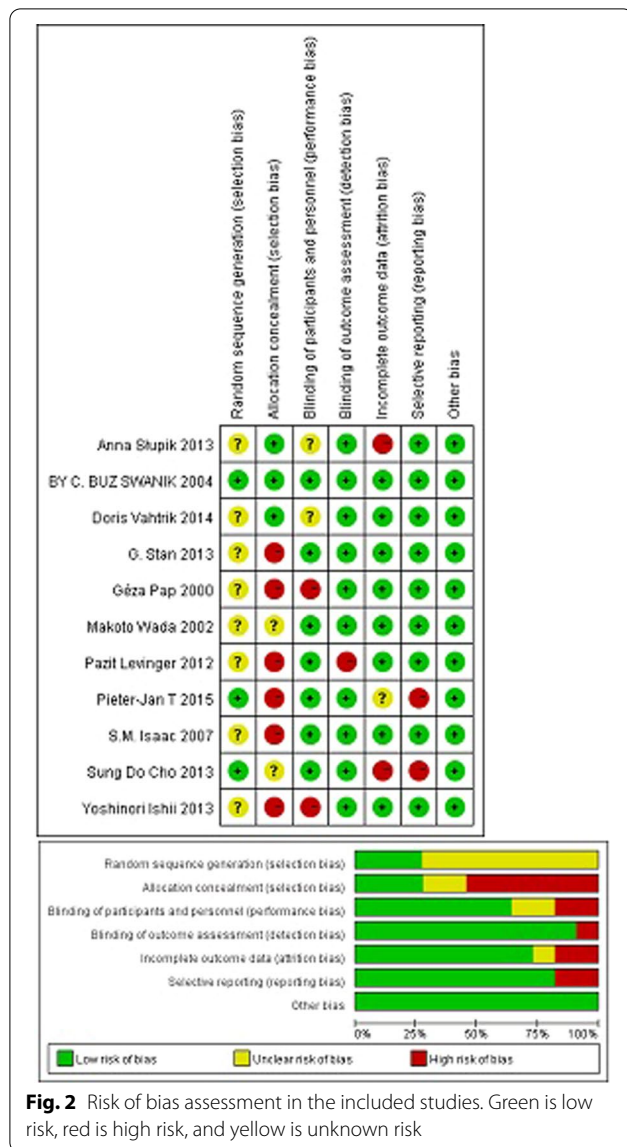 Random sequence generation (selection bias)
Allocation concealment (selection bias)
Blinding of participants and personnel (performance bias)
Blinding of outcome assessment (detection bias)
Incomplete outcome data (attrition bias)
Selective reporting (reporting bias)
Other bias
Anna Słupik 2013 ? + ? + - + +
BY C. BUZ SWANIK 2004 + + + + + + +
Doris Vahtrik 2014 ? + ? + + + +
G. Stan 2013 ? - + + + + +
Géza Pap 2000 ? - - + + + +
Makoto Wada 2002 ? ? + + + + +
Pazit Levinger 2012 ? - + - + + +
Pieter-Jan T 2015 + - + + ? - +
S.M. Isaac 2007 ? - + + + + +
Sung Do Cho 2013 + ? + + - - +
Yoshinori Ishii 2013 ? - - + + + +
Random sequence generation (selection bias)
Allocation concealment (selection bias)
Blinding of participants and personnel (performance bias)
Blinding of outcome assessment (detection bias)
Incomplete outcome data (attrition bias)
Selective reporting (reporting bias)
Other bias
0% 25% 50% 75% 100%
Low risk of bias Unclear risk of bias High risk of bias
Fig. 2 Risk of bias assessment in the included studies. Green is low
risk, red is high risk, and yellow is unknown risk